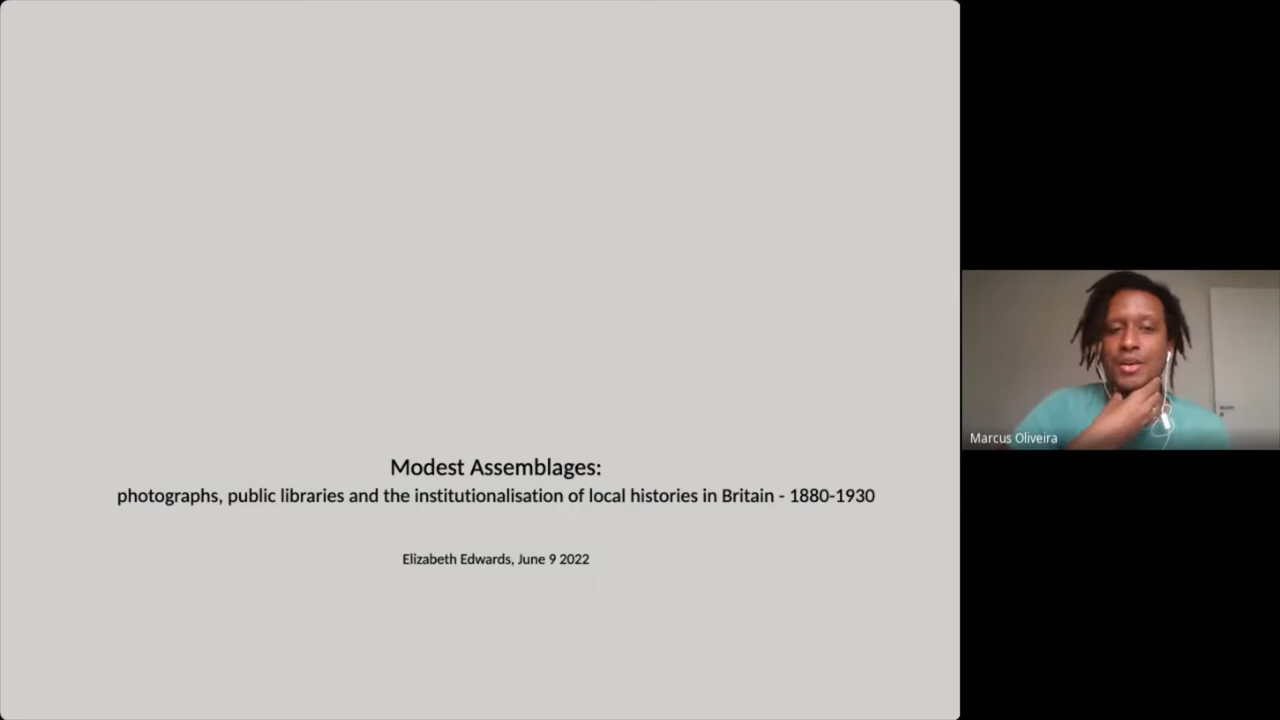 Modest Assemblages:
photographs, public libraries and the institutionalisation of local histories in Britain - 1880-1930
Elizabeth Edwards, June 9 2022
Marcus Oliveira